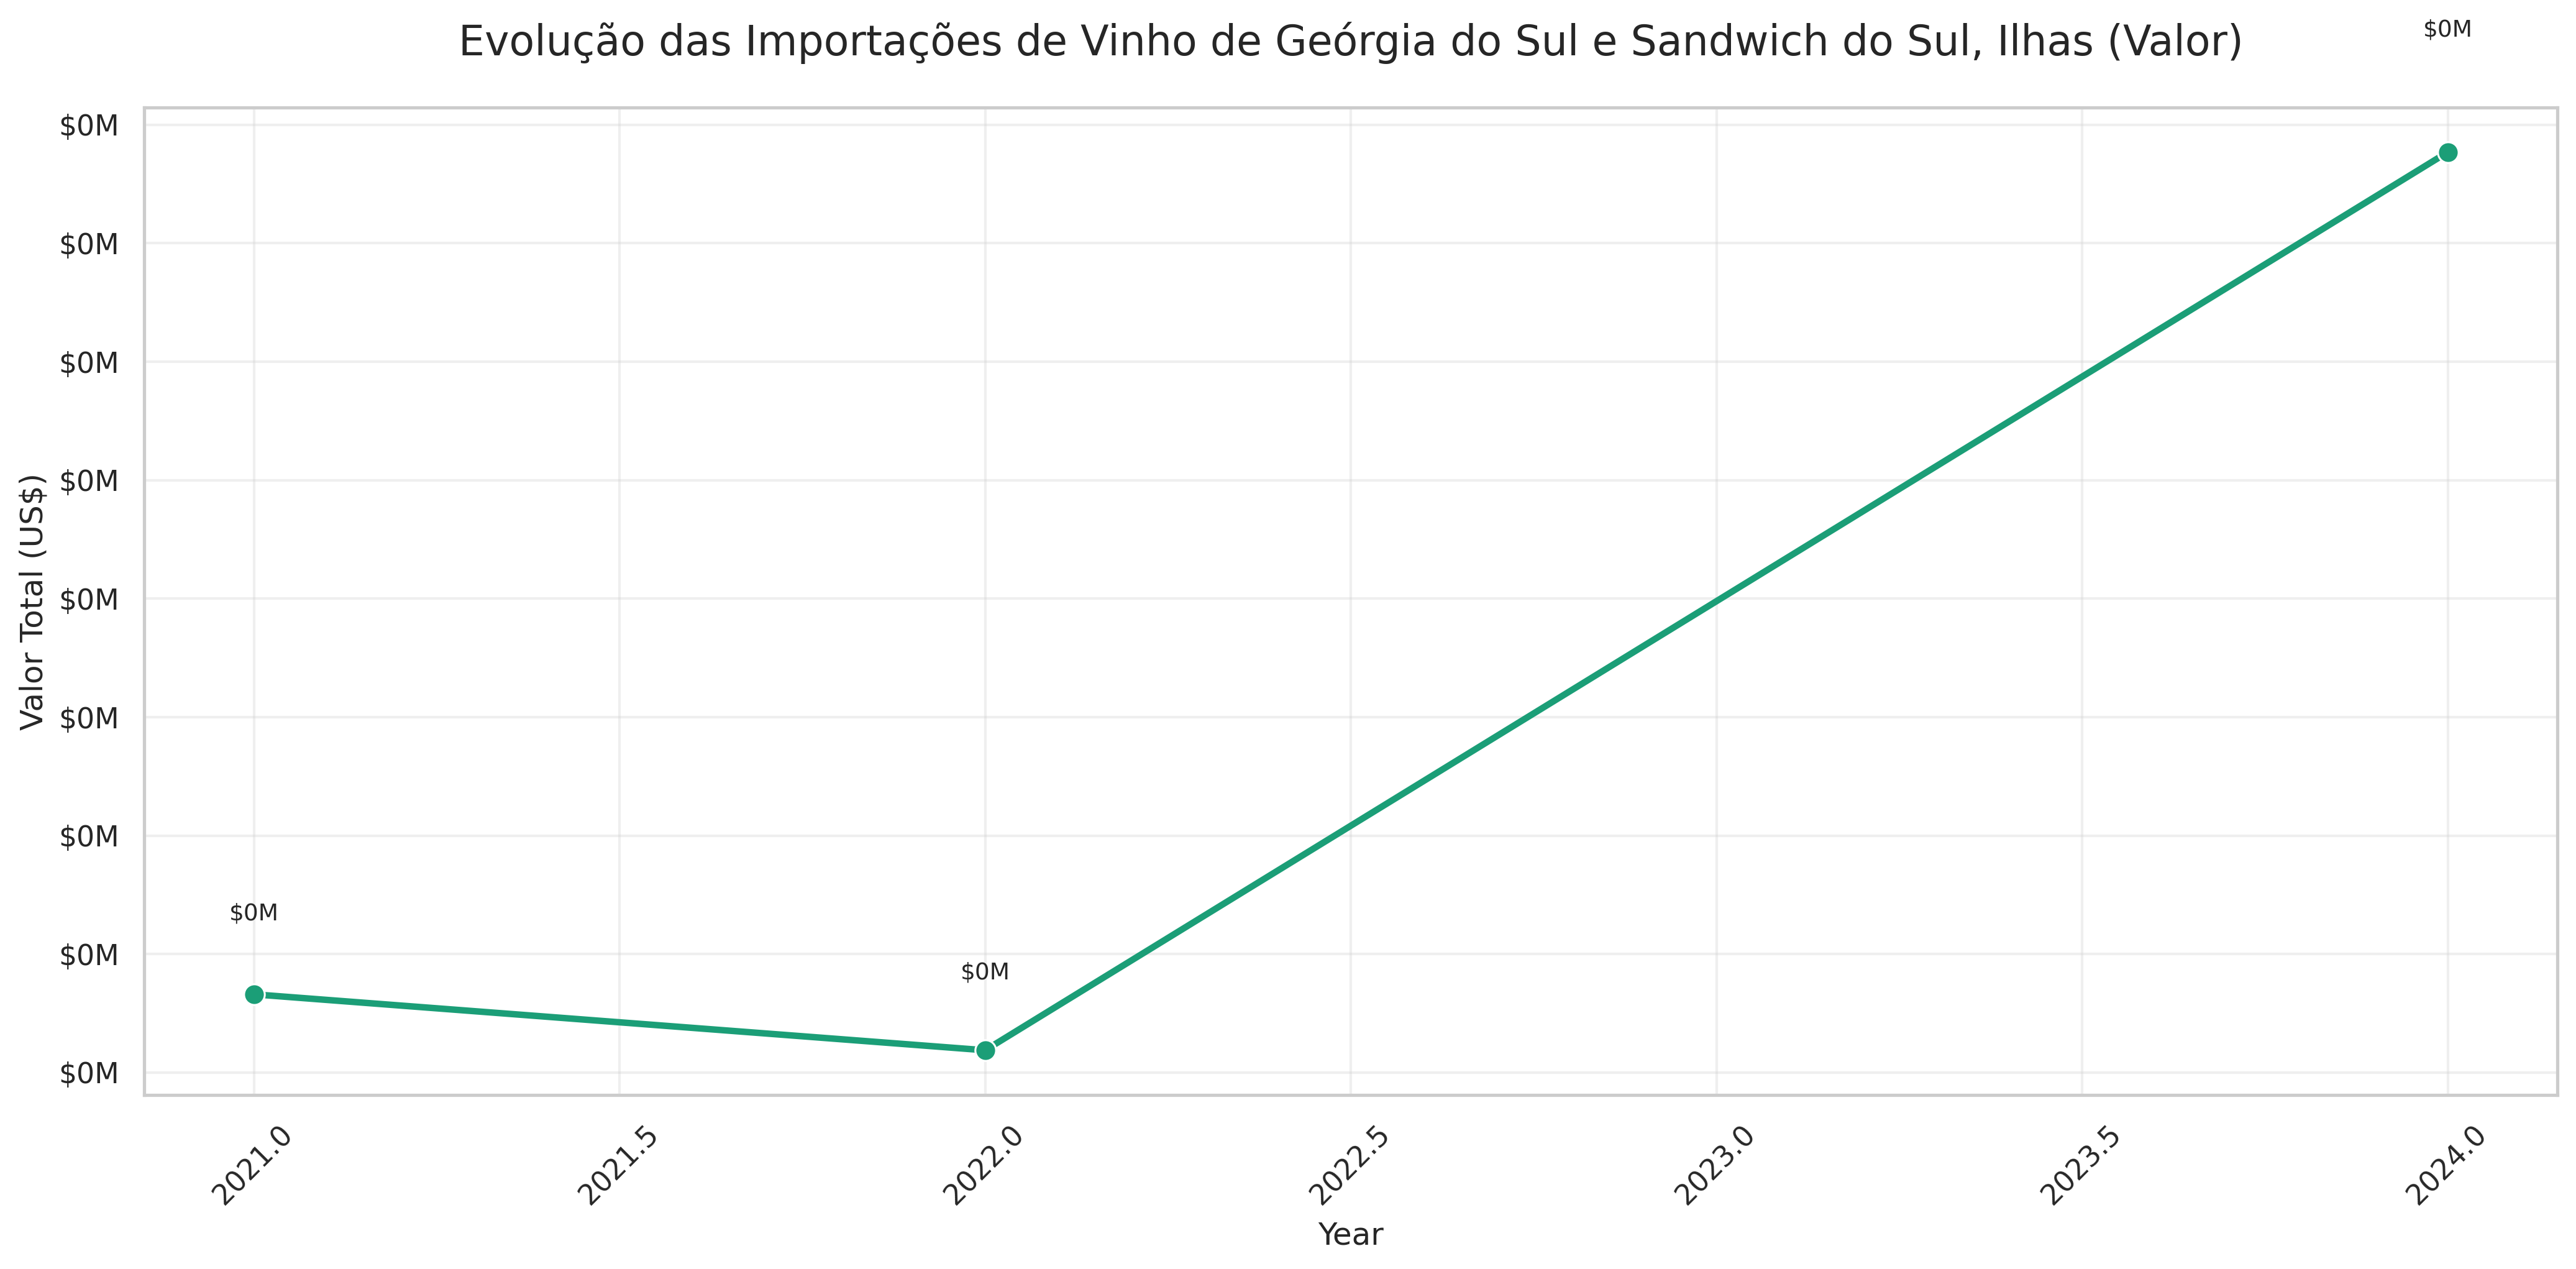 Evolução das Importações de Vinho de Geórgia do Sul e Sandwich do Sul, Ilhas (Valor)
$0M
$0M
$0M
$0M
$0M
$0M
$0M
$0M
$0M
$0M
Valor Total (US$)
$0M
$0M
2021.0
2021.5
2022.0
2022.5
2023.0
2023.5
2024.0
Year